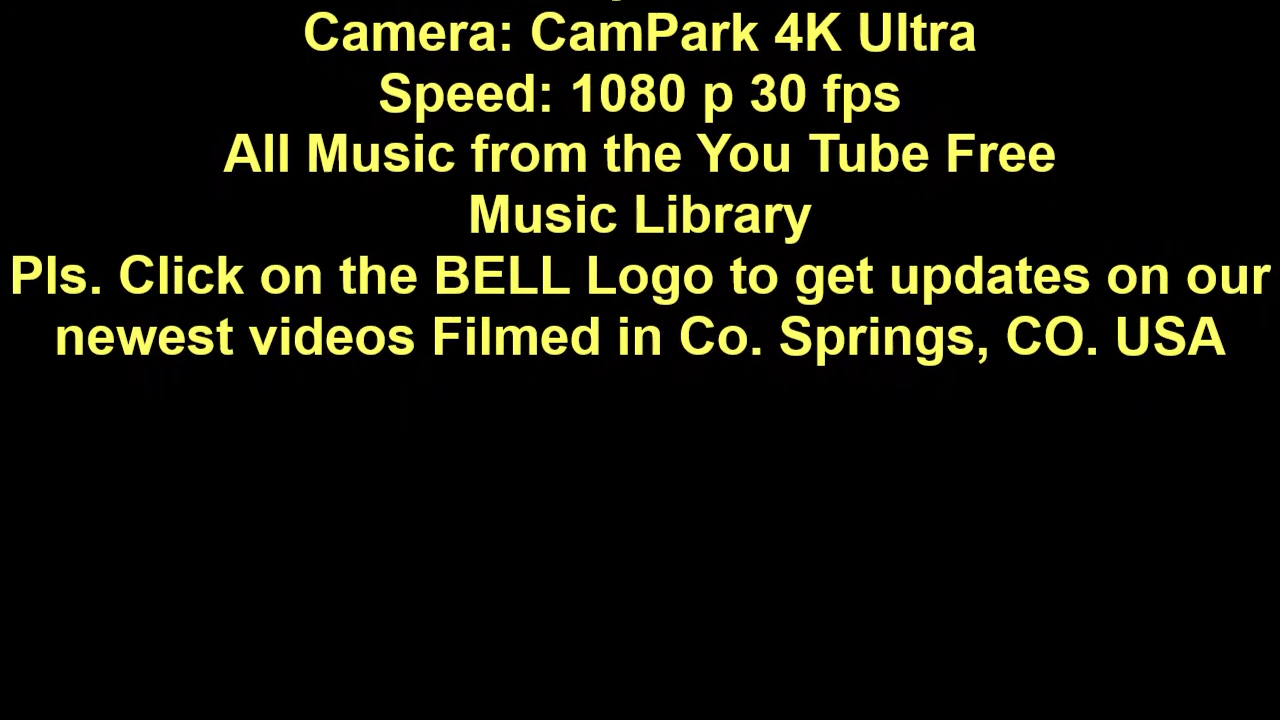 Camera: CamPark 4K Ultra
Speed: 1080 p 30 fps
All Music from the You Tube Free
Music Library
Pls. Click on the BELL Logo to get updates on our
newest videos Filmed in Co. Springs, CO. USA